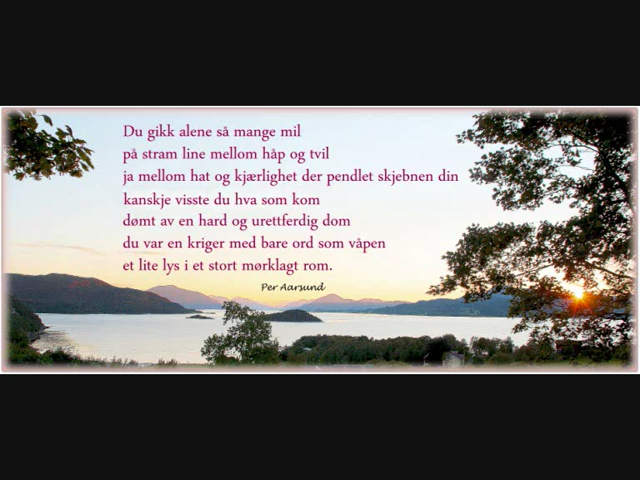 Du gikk alene så mange mil
på stram line mellom håp og tvil
ja mellom hat og kjærlighet der pendlet skjebnen din
kanskje visste du hva som kom
dømt av en hard og urettferdig dom
du var en kriger med bare ord som våpen
et lite lys i et stort mørklagt rom.
Per Aarsund